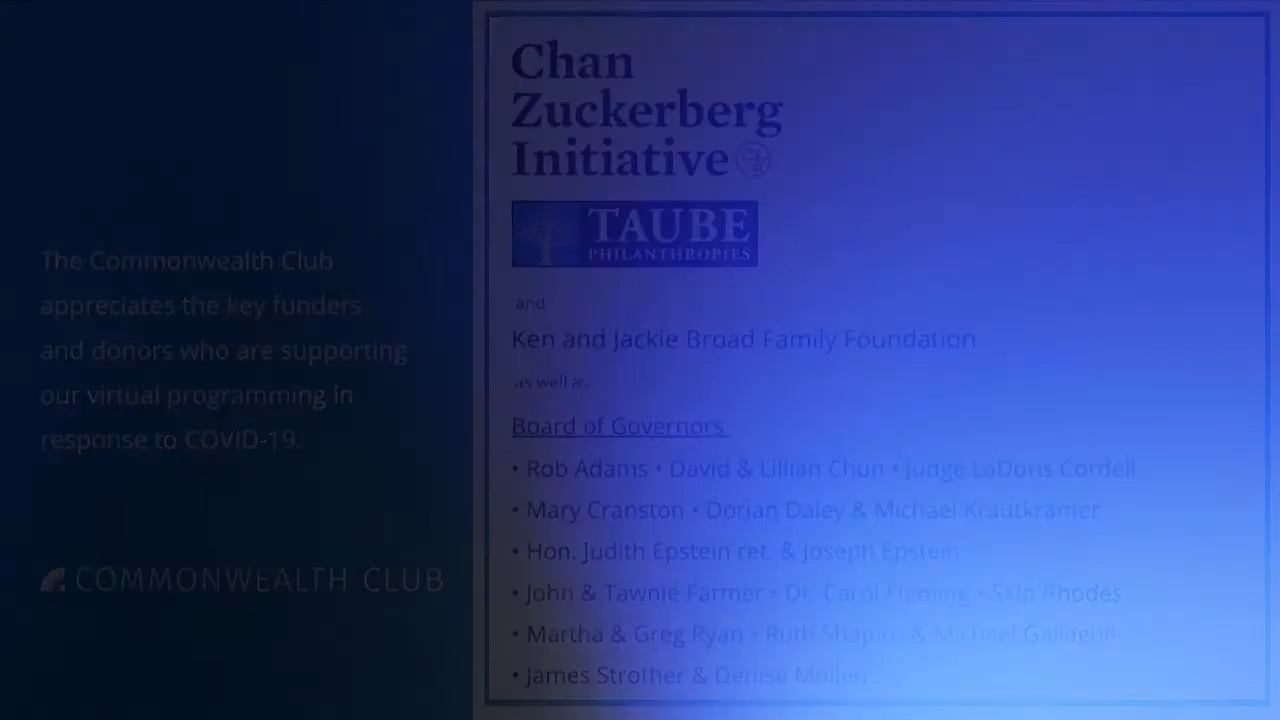 The Commonwealth Club
appreciates the key funders
and donors who are supporting
our virtual programming in
response to COVID-19.
COMMONWEALTH CLUB
Chan
Zuckerberg
Initiative
TAUBE
PHILANTHROPIES
and
Ken and Jackie Broad Family Foundation
as well as
Board of Governors
• Rob Adams • David & Lillian Chun • Judge LaDoris Cordell
• Mary Cranston • Dorian Daley & Michael Krautkramer
• Hon. Judith Epstein ret. & Joseph Epstein
• John & Tawnie Farmer • Dr. Carol Fleming • Skip Rhodes
• Martha & Greg Ryan • Ruth Shapiro & Michael Gallagher
• James Strother & Denise